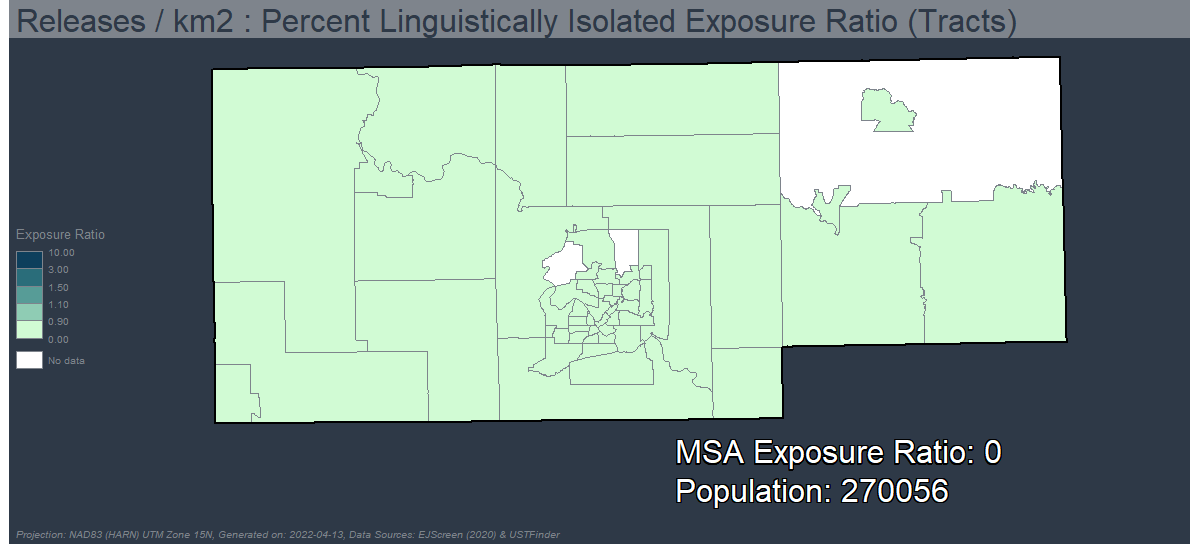 Releases / km2 : Percent Linguistically Isolated Exposure Ratio (Tracts)
Exposure Ratio
10.00
3.00
1.50
1.10
0.90
0.00
No data
MSA Exposure Ratio: 0
Population: 270056
Projection: NAD83 (HARN) UTM Zone 15N, Generated on: 2022-04-13, Data Sources: EJScreen (2020) & USTFinder